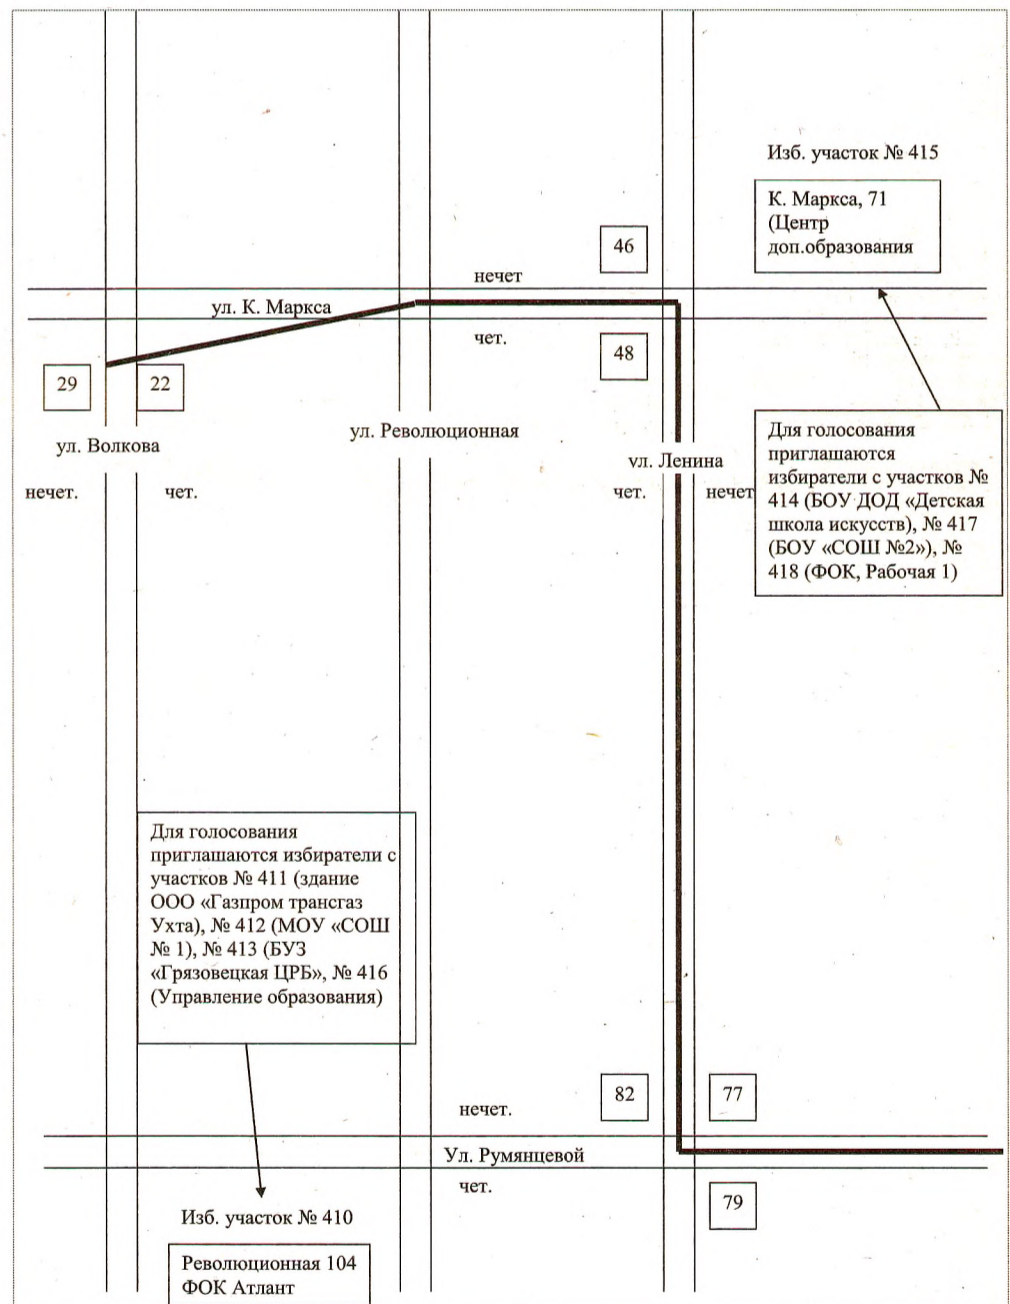 Изб. участок № 415
К. Маркса, 71
(Центр
доп.образования
46
нечет
ул. К. Маркса
чет.
48
29
22
ул. Волкова
ул. Революционная
ул. Ленина
нечет.
чет.
чет.
нечет
Для голосования
приглашаются
избиратели с участков №
414 (БОУ ДОД «Детская
школа искусств), № 417
(БОУ «СОШ №2»), №
418 (ФОК, Рабочая 1)
Для голосования
приглашаются избиратели с
участков № 411 (здание
ООО «Газпром трансгаз
Ухта), № 412 (МОУ «СОШ
№ 1), № 413 (БУЗ
«Грязовецкая ЦРБ», № 416
(Управление образования)
82
77
нечет.
Ул. Румянцевой
чет.
79
Изб. участок № 410
Революционная 104
ФОК Атлант